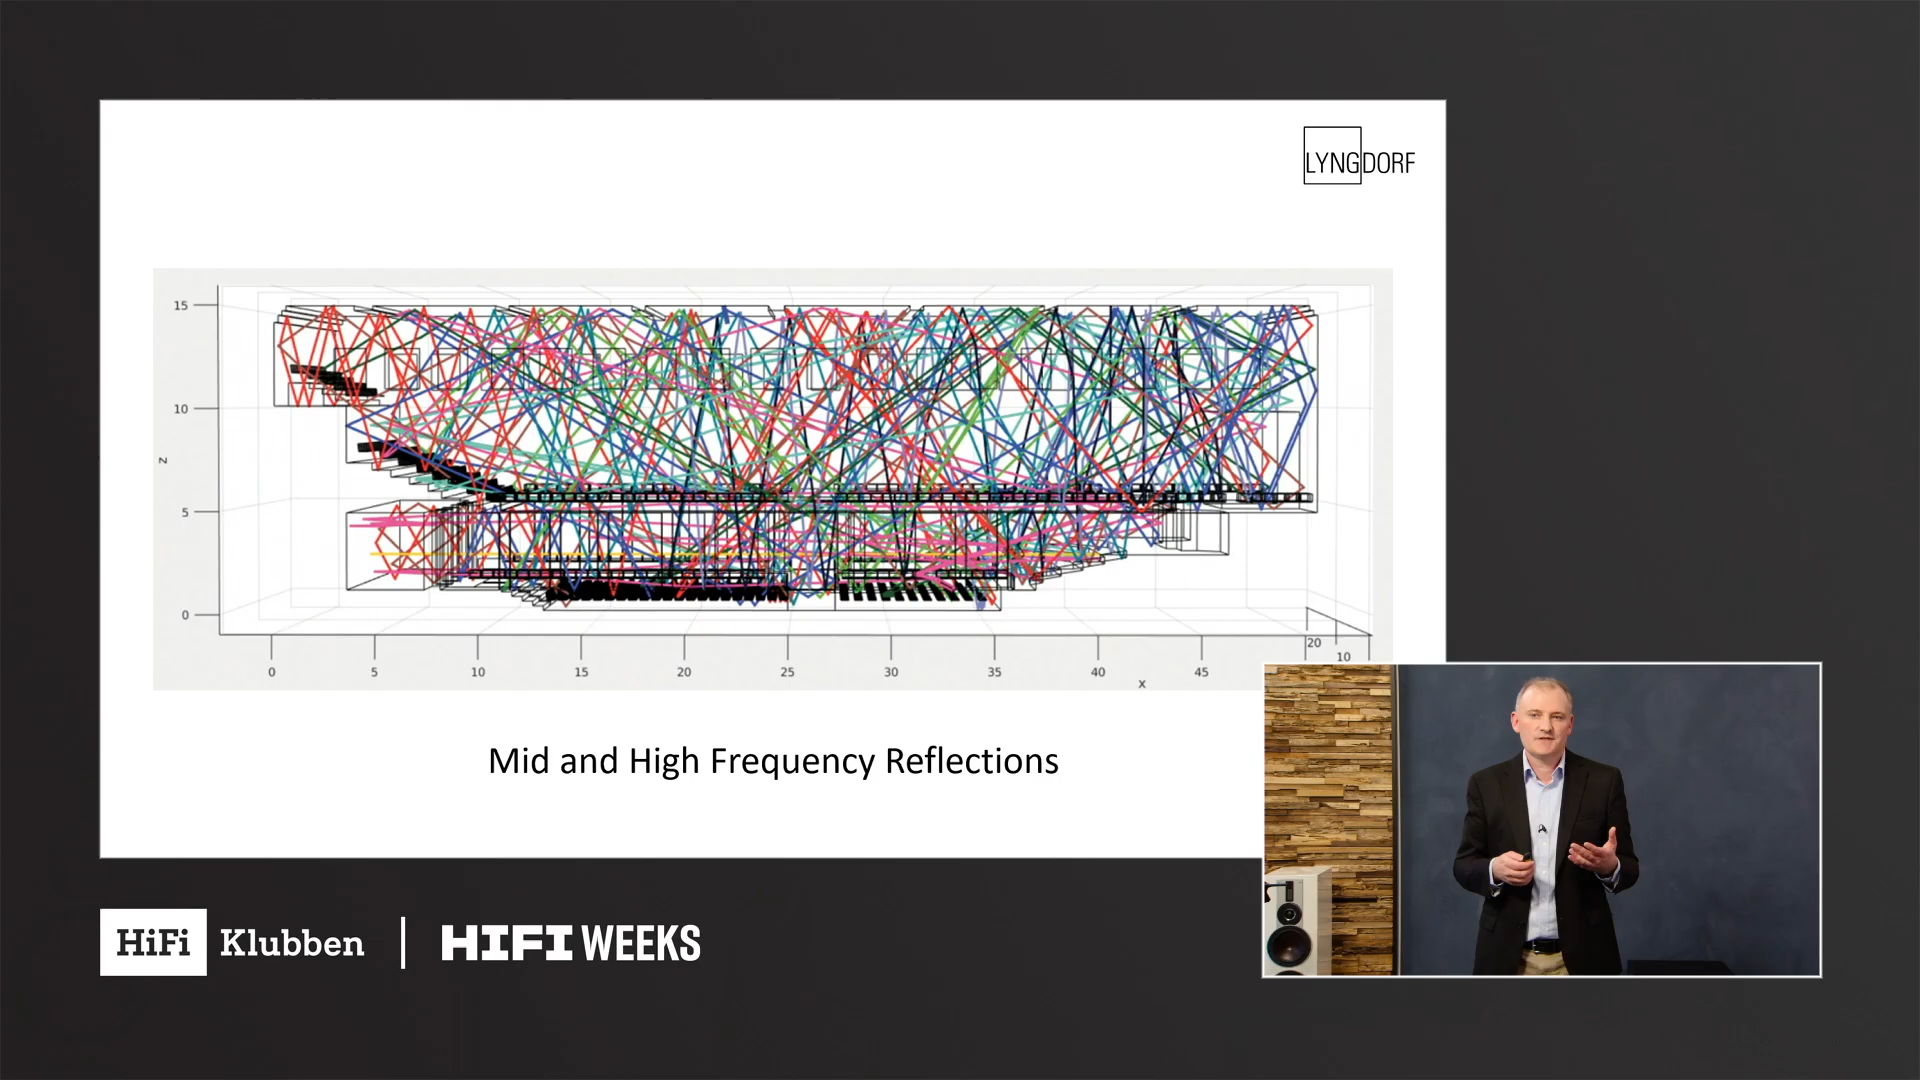 LYNGDORF
15
10
z
5
0
0 5 10 15 20 25 30 35 40 45
20
10
x
Mid and High Frequency Reflections
HiFi Klubben | HIFI WEEKS